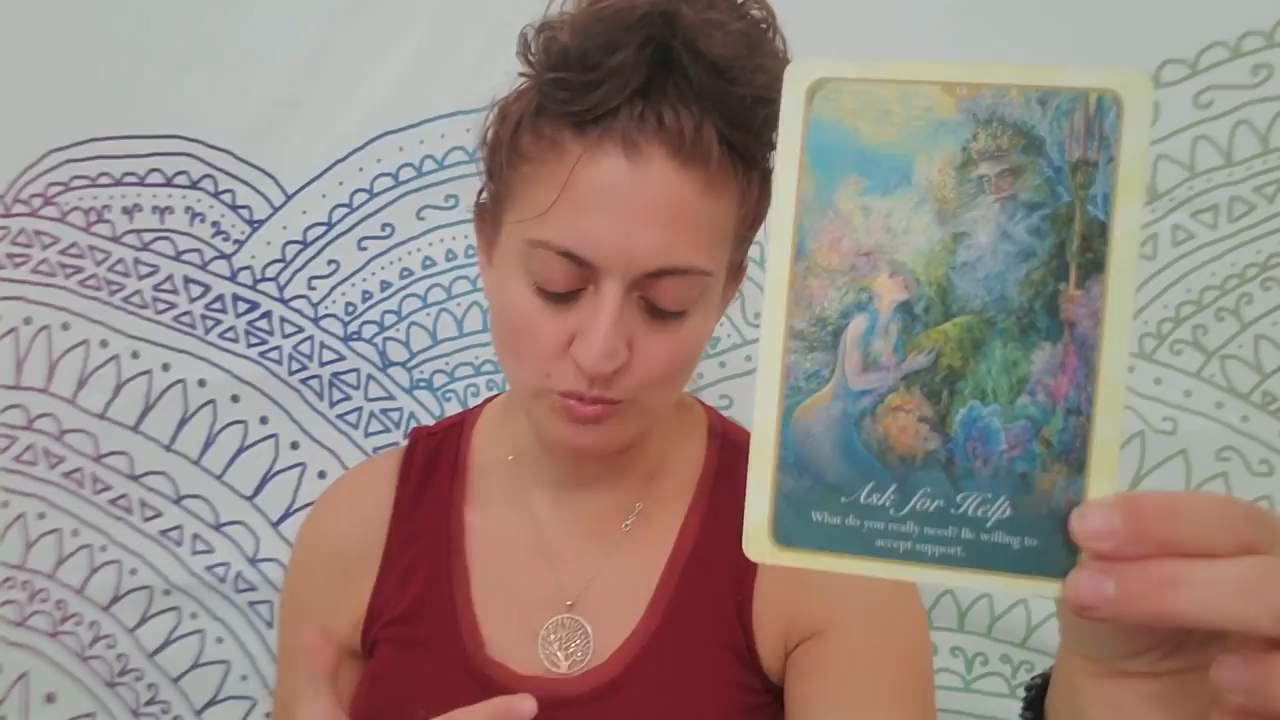 Ask for Help
What do you really need? Be willing to
accept support.